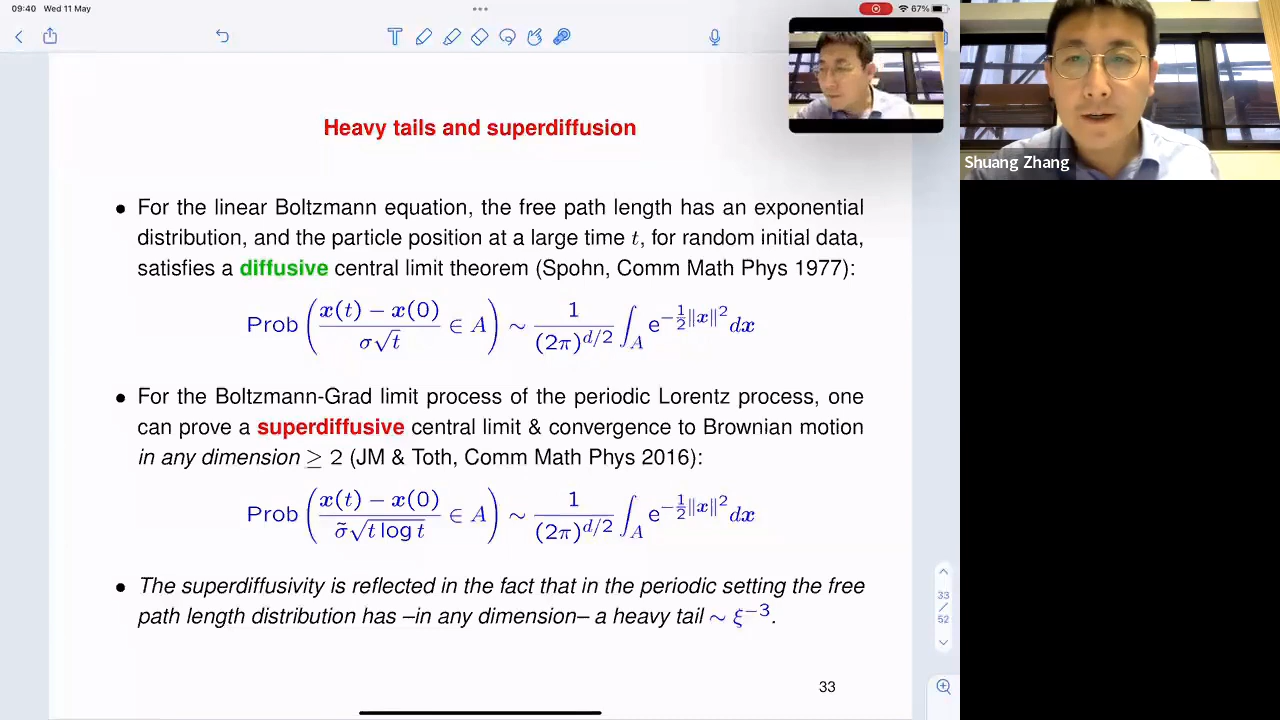 09:40 Wed 11 May
67%
Heavy tails and superdiffusion
• For the linear Boltzmann equation, the free path length has an exponential
distribution, and the particle position at a large time t, for random initial data,
satisfies a diffusive central limit theorem (Spohn, Comm Math Phys 1977):
Prob ( (x(t) − x(0)) / (σ√t) ∈ A ) ∼ 1/(2π)^{d/2} ∫_A e^{−½‖x‖²} dx
• For the Boltzmann-Grad limit process of the periodic Lorentz process, one
can prove a superdiffusive central limit & convergence to Brownian motion
in any dimension ≥ 2 (JM & Toth, Comm Math Phys 2016):
Prob ( (x(t) − x(0)) / (σ̃√(t log t)) ∈ A ) ∼ 1/(2π)^{d/2} ∫_A e^{−½‖x‖²} dx
• The superdiffusivity is reflected in the fact that in the periodic setting the free
path length distribution has –in any dimension– a heavy tail ∼ ξ^{−3}.
33
33
/
52
Shuang Zhang